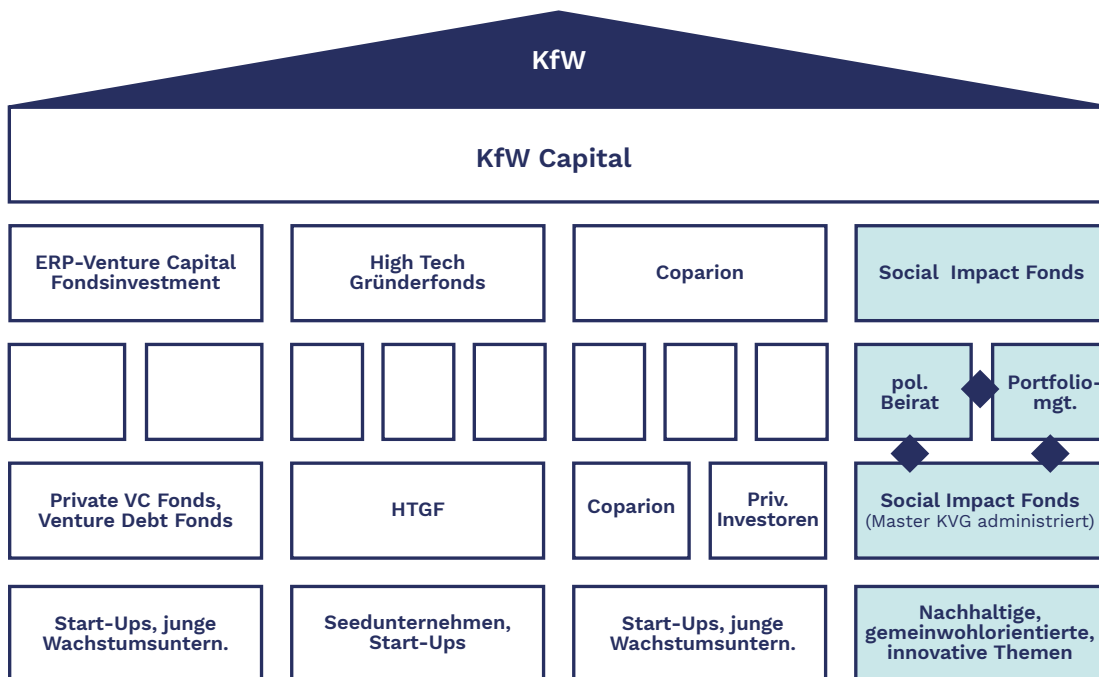 KfW
KfW Capital
ERP-Venture Capital
Fondsinvestment
High Tech
Gründerfonds
Coparion
Social Impact Fonds
pol.
Beirat
Portfolio-
mgt.
Private VC Fonds,
Venture Debt Fonds
HTGF
Coparion
Priv.
Investoren
Social Impact Fonds
(Master KVG administriert)
Start-Ups, junge
Wachstumsuntern.
Seedunternehmen,
Start-Ups
Start-Ups, junge
Wachstumsuntern.
Nachhaltige,
gemeinwohlorientierte,
innovative Themen